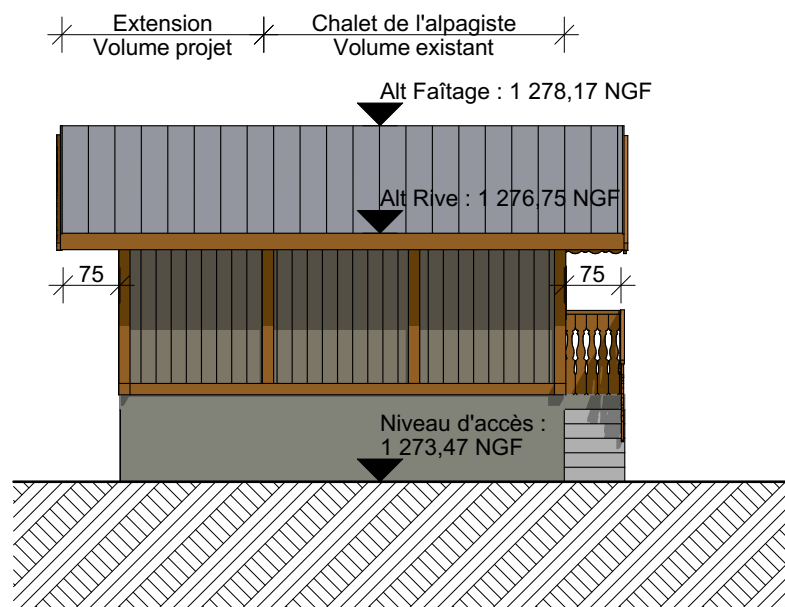 Extension
Volume projet
Chalet de l'alpagiste
Volume existant
Alt Faîtage : 1 278,17 NGF
Alt Rive : 1 276,75 NGF
75
75
Niveau d'accès :
1 273,47 NGF